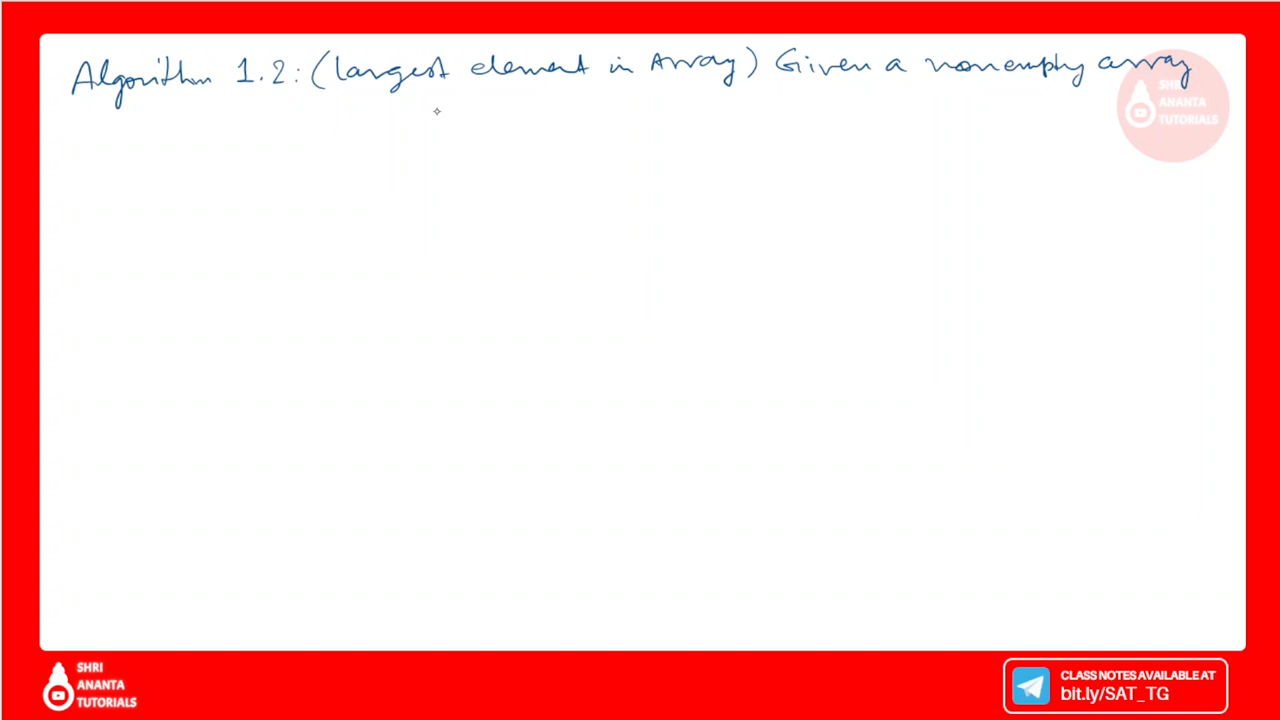 Algorithm 1.2: (largest element in Array) Given a nonempty array
SHRI
ANANTA
TUTORIALS
SHRI
ANANTA
TUTORIALS
CLASS NOTES AVAILABLE AT
bit.ly/SAT_TG